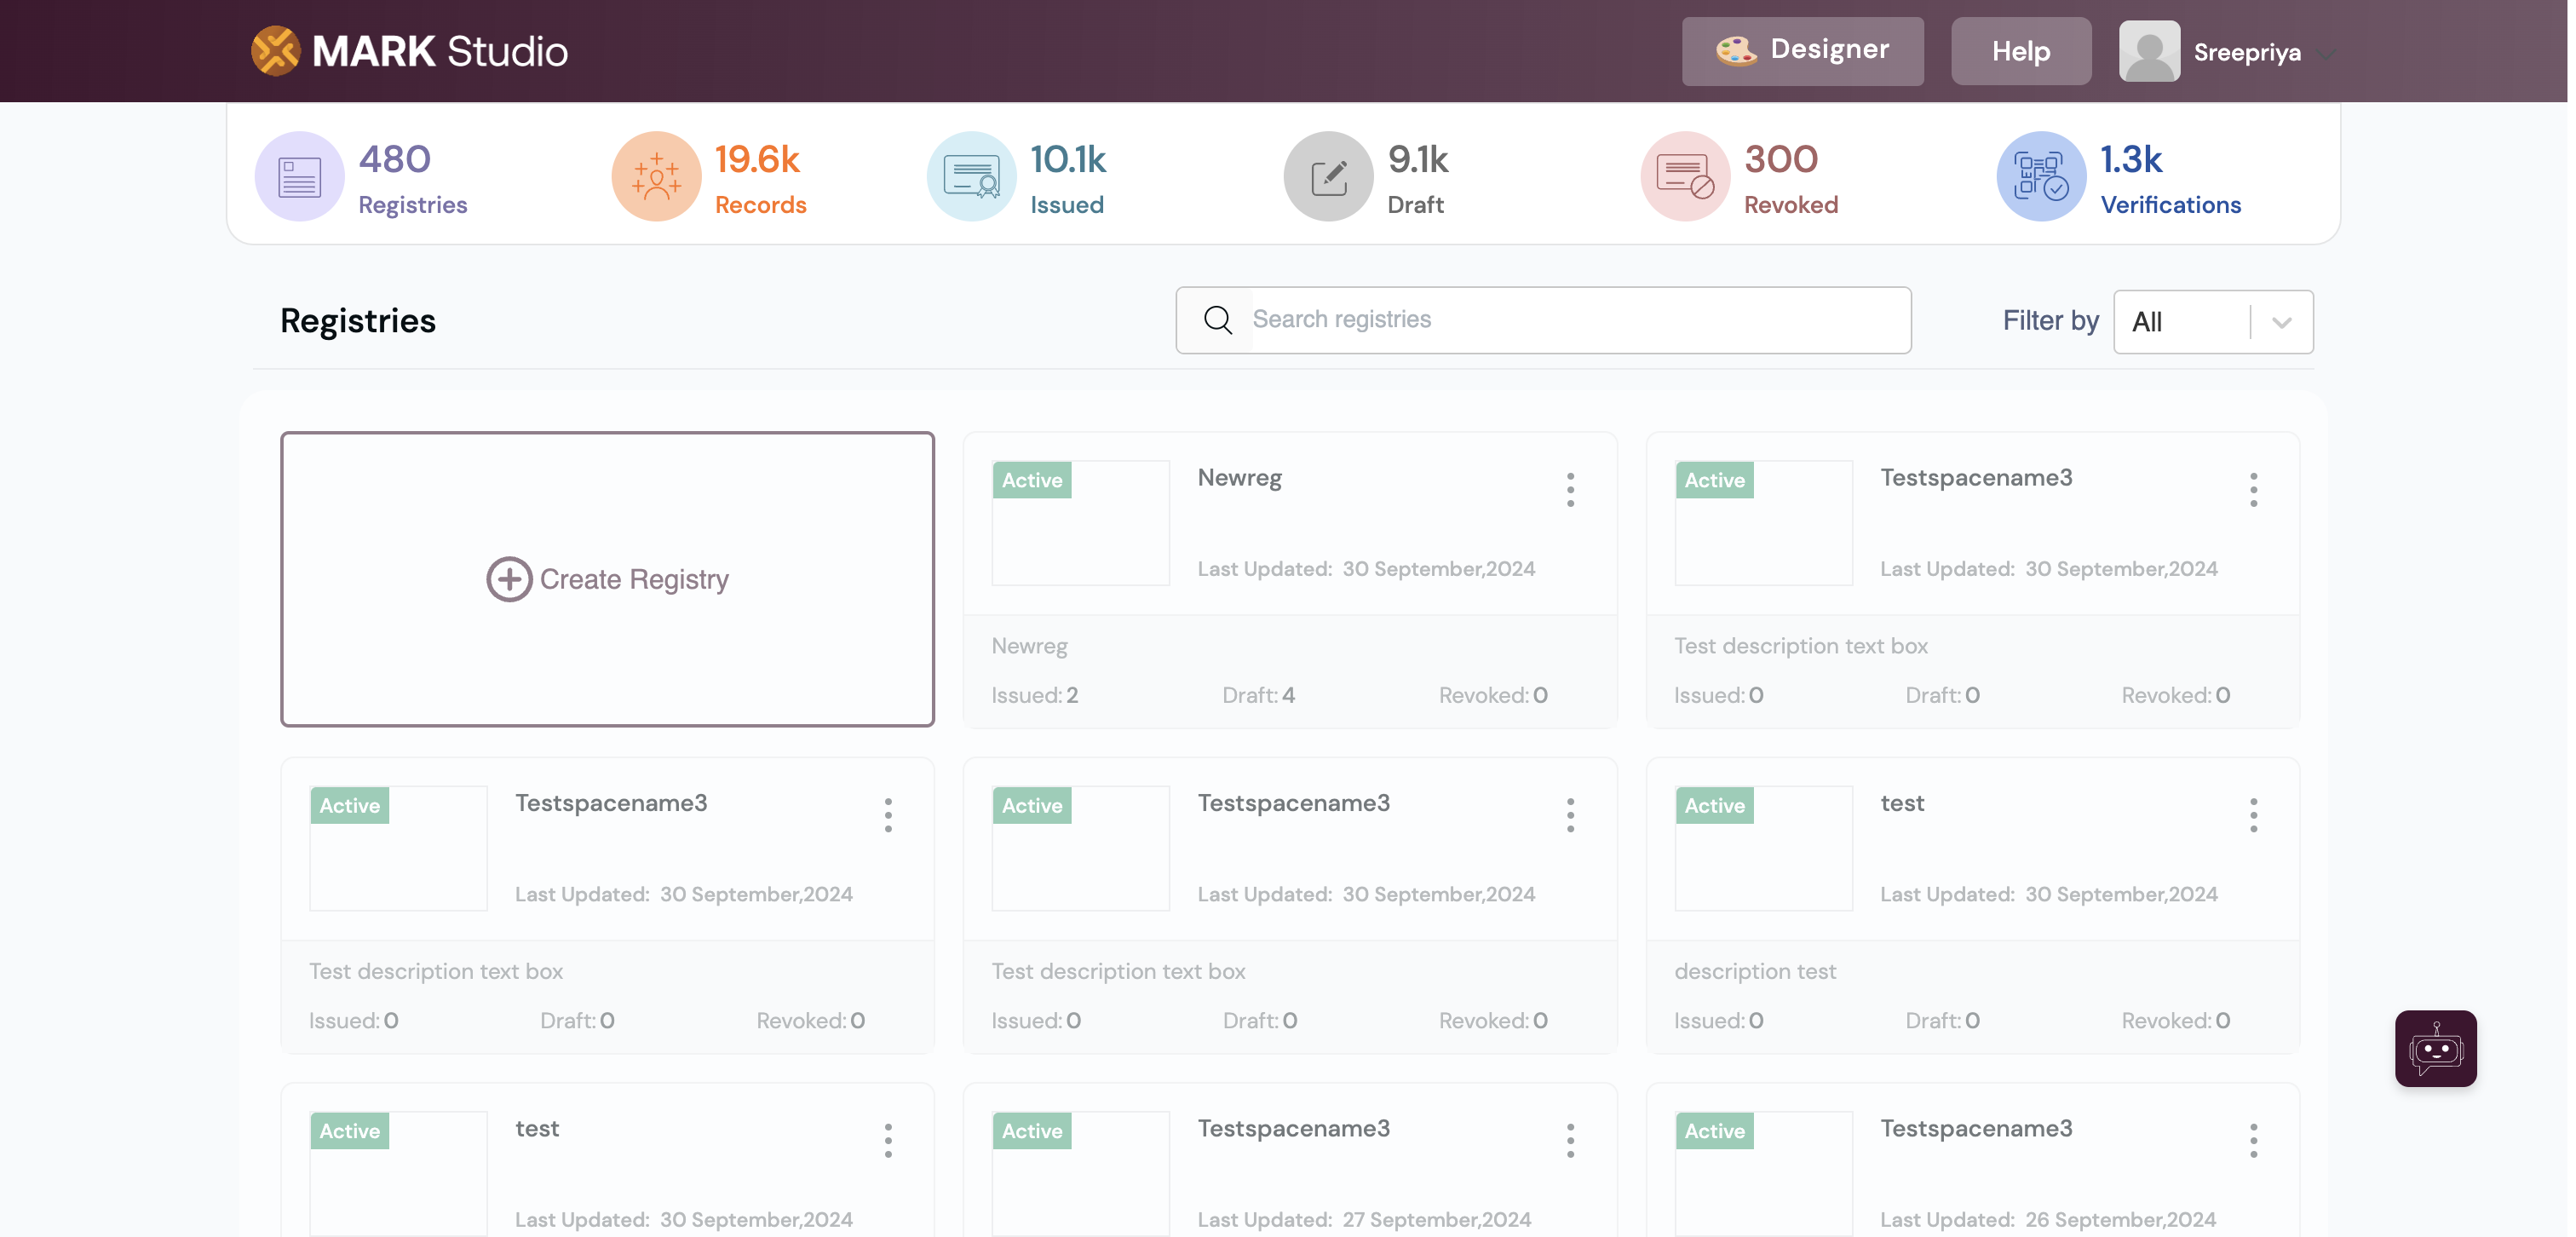 MARK Studio
Designer
Help
Sreepriya
480
Registries
19.6k
Records
10.1k
Issued
9.1k
Draft
300
Revoked
1.3k
Verifications
Registries
Search registries
Filter by
All
Create Registry
Active
Newreg
Last Updated: 30 September,2024
Newreg
Issued: 2 Draft: 4 Revoked: 0
Active
Testspacename3
Last Updated: 30 September,2024
Test description text box
Issued: 0 Draft: 0 Revoked: 0
Active
Testspacename3
Last Updated: 30 September,2024
Test description text box
Issued: 0 Draft: 0 Revoked: 0
Active
Testspacename3
Last Updated: 30 September,2024
Test description text box
Issued: 0 Draft: 0 Revoked: 0
Active
test
Last Updated: 30 September,2024
description test
Issued: 0 Draft: 0 Revoked: 0
Active
test
Last Updated: 30 September,2024
Active
Testspacename3
Last Updated: 27 September,2024
Active
Testspacename3
Last Updated: 26 September,2024